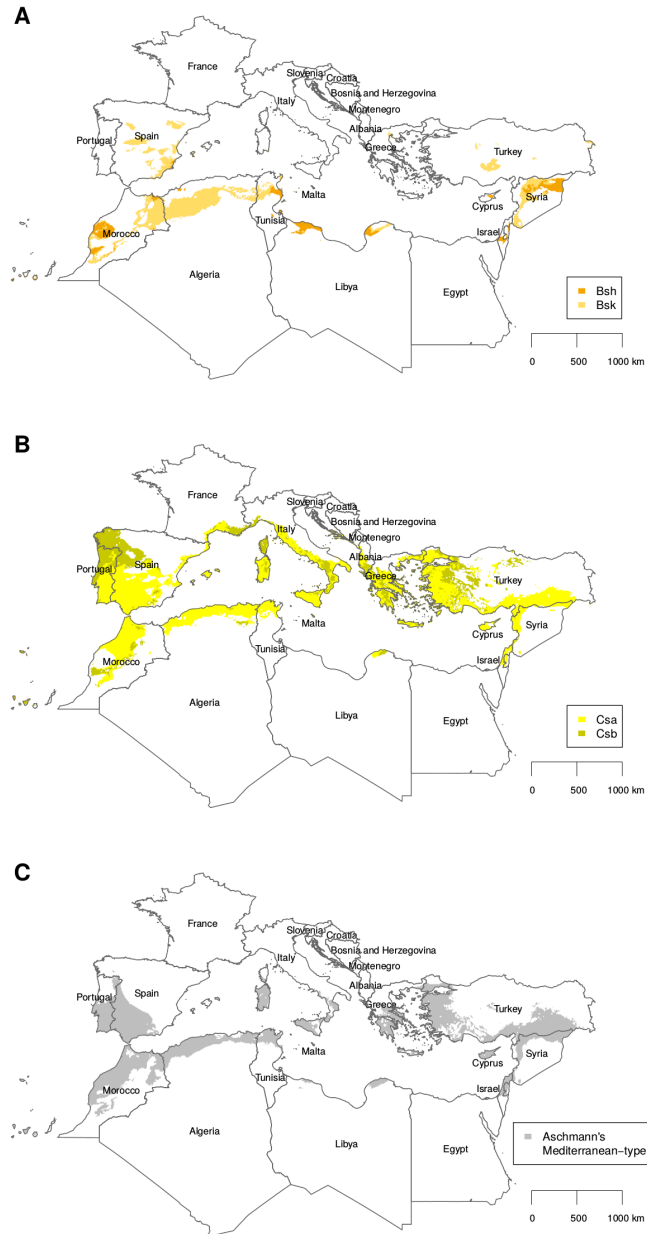 A
France
Slovenia
Croatia
Bosnia and Herzegovina
Italy
Montenegro
Albania
Portugal
Spain
Greece
Turkey
Malta
Cyprus
Syria
Tunisia
Morocco
Israel
Algeria
Libya
Egypt
Bsh
Bsk
0 500 1000 km
B
France
Slovenia
Croatia
Bosnia and Herzegovina
Italy
Montenegro
Albania
Portugal
Spain
Greece
Turkey
Malta
Cyprus
Syria
Tunisia
Morocco
Israel
Algeria
Libya
Egypt
Csa
Csb
0 500 1000 km
C
France
Slovenia
Croatia
Bosnia and Herzegovina
Italy
Montenegro
Albania
Portugal
Spain
Greece
Turkey
Malta
Cyprus
Syria
Tunisia
Morocco
Israel
Algeria
Libya
Egypt
Aschmann's
Mediterranean−type
0 500 1000 km